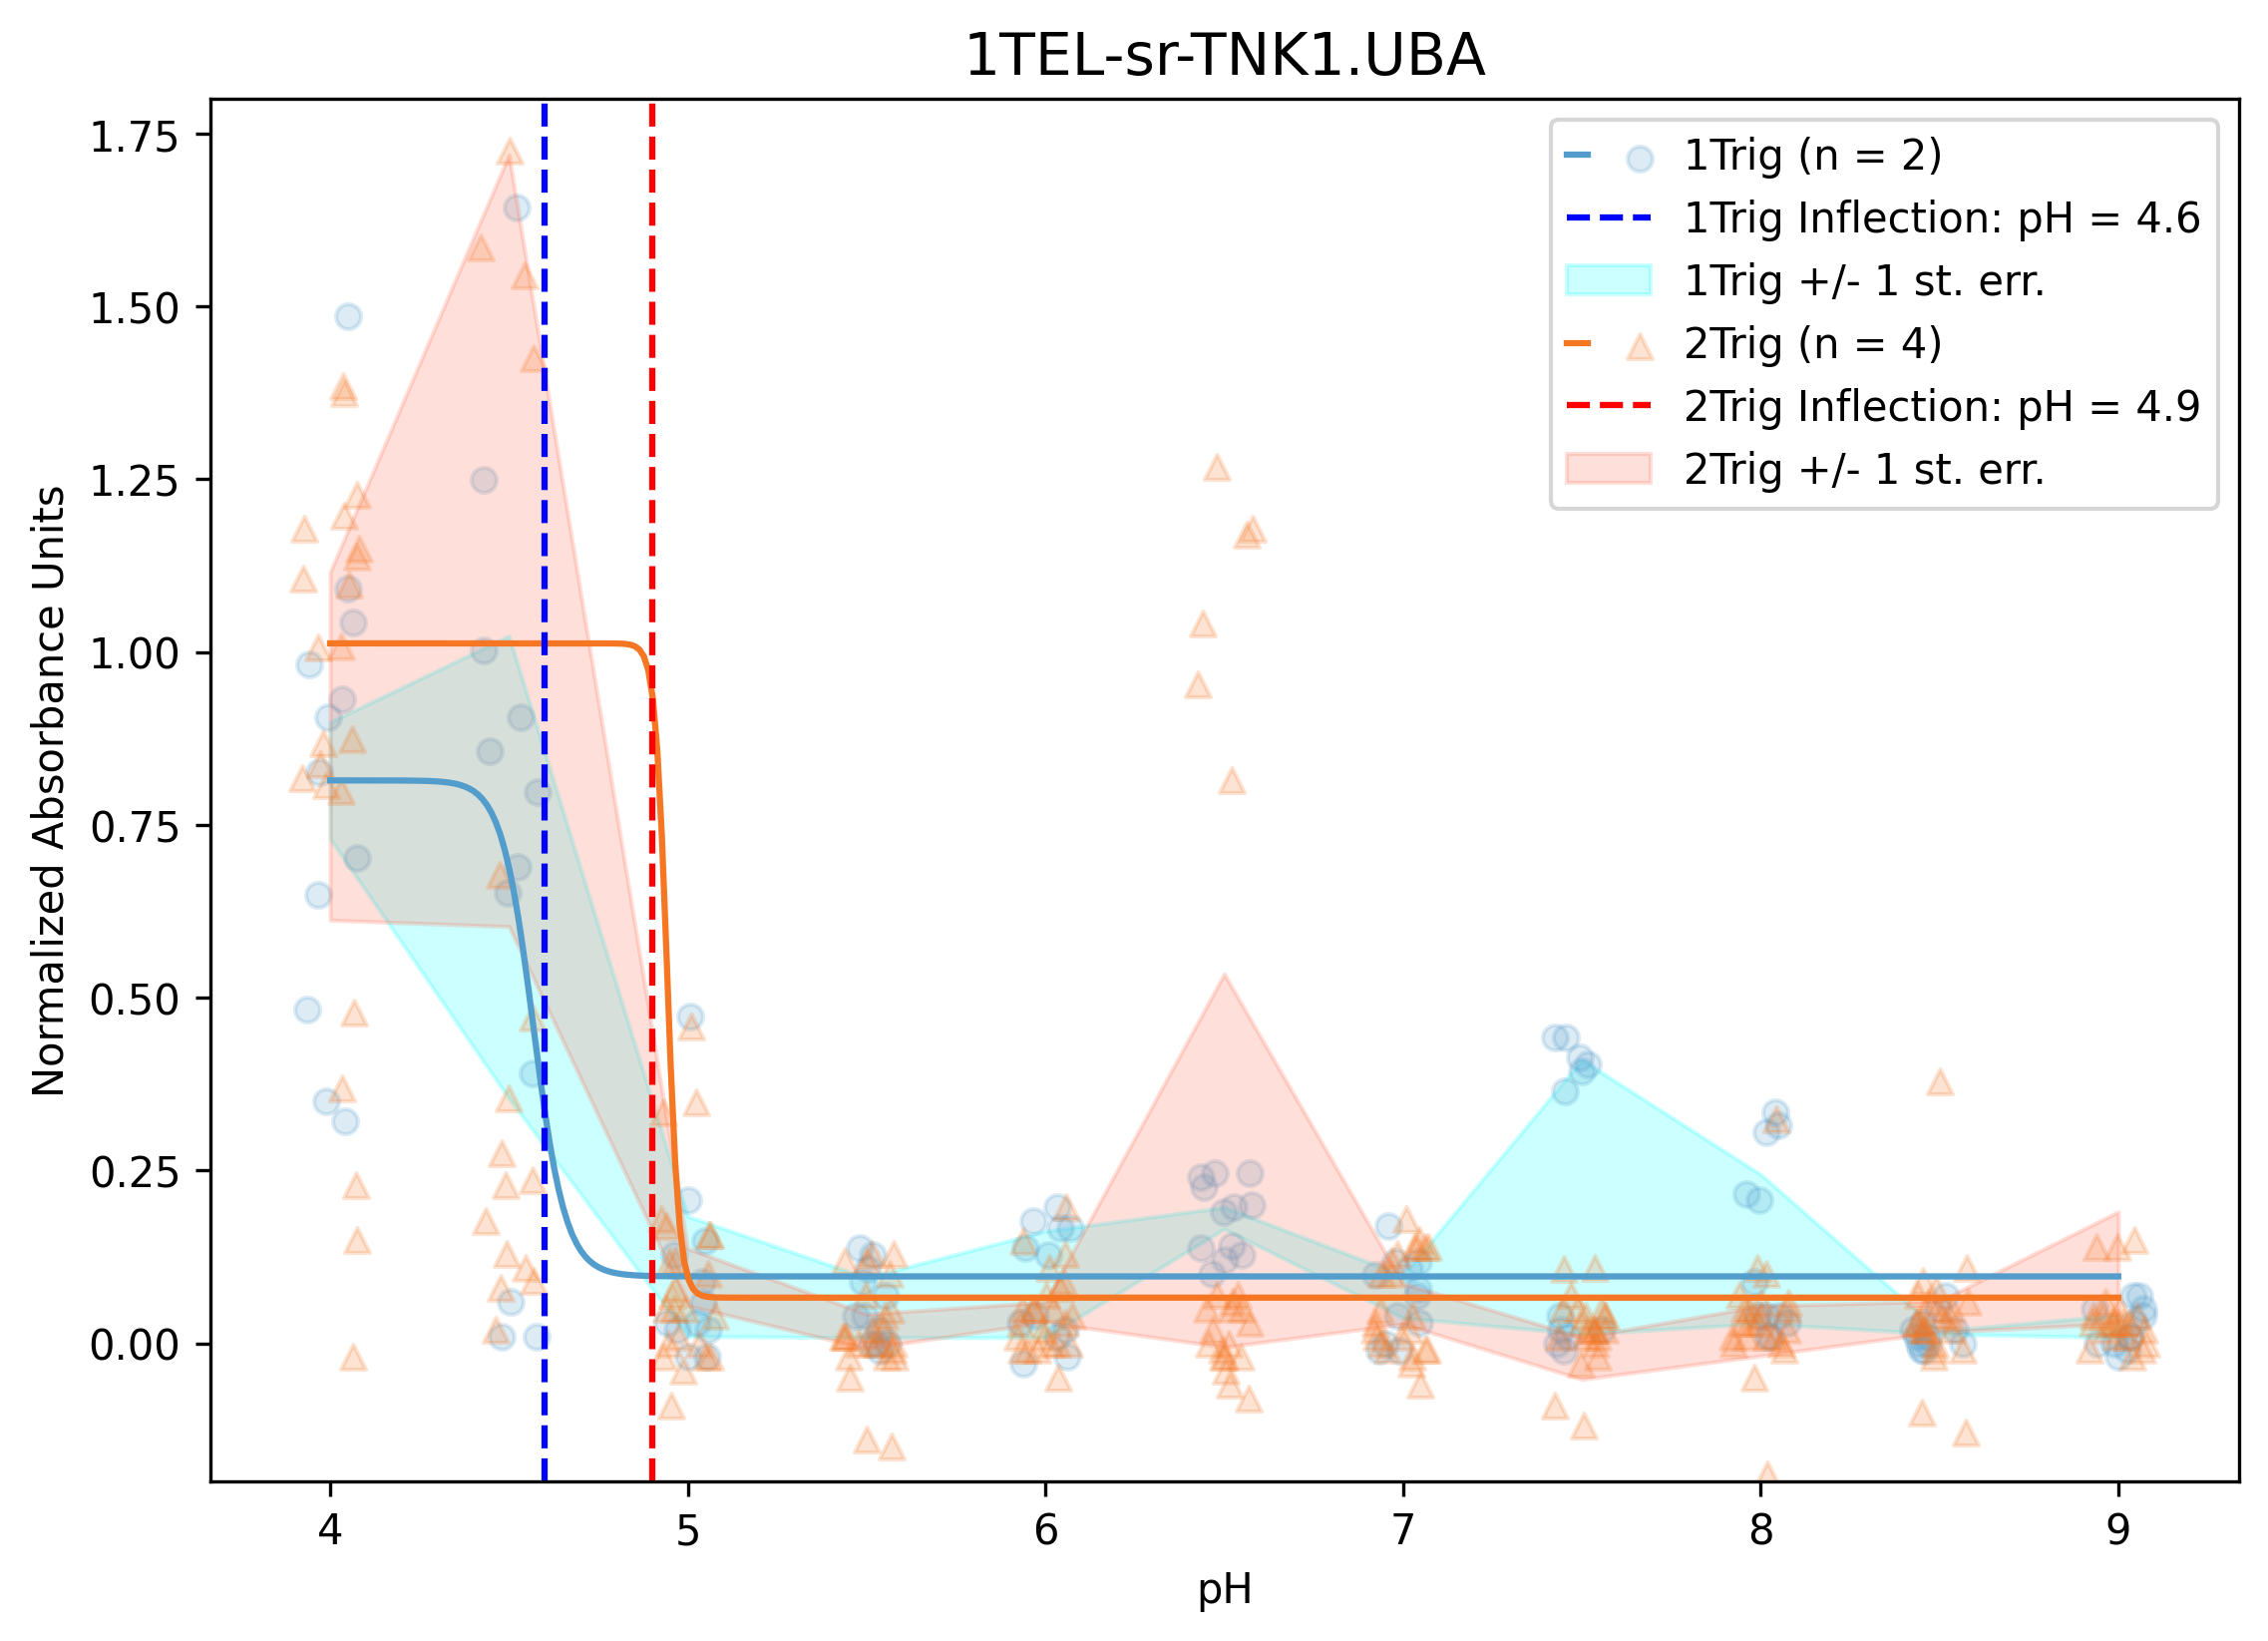 1TEL-sr-TNK1.UBA
1.75
1.50
1.25
1.00
0.75
0.50
0.25
0.00
Normalized Absorbance Units
1Trig (n = 2)
1Trig Inflection: pH = 4.6
1Trig +/- 1 st. err.
2Trig (n = 4)
2Trig Inflection: pH = 4.9
2Trig +/- 1 st. err.
4 5 6 7 8 9
pH